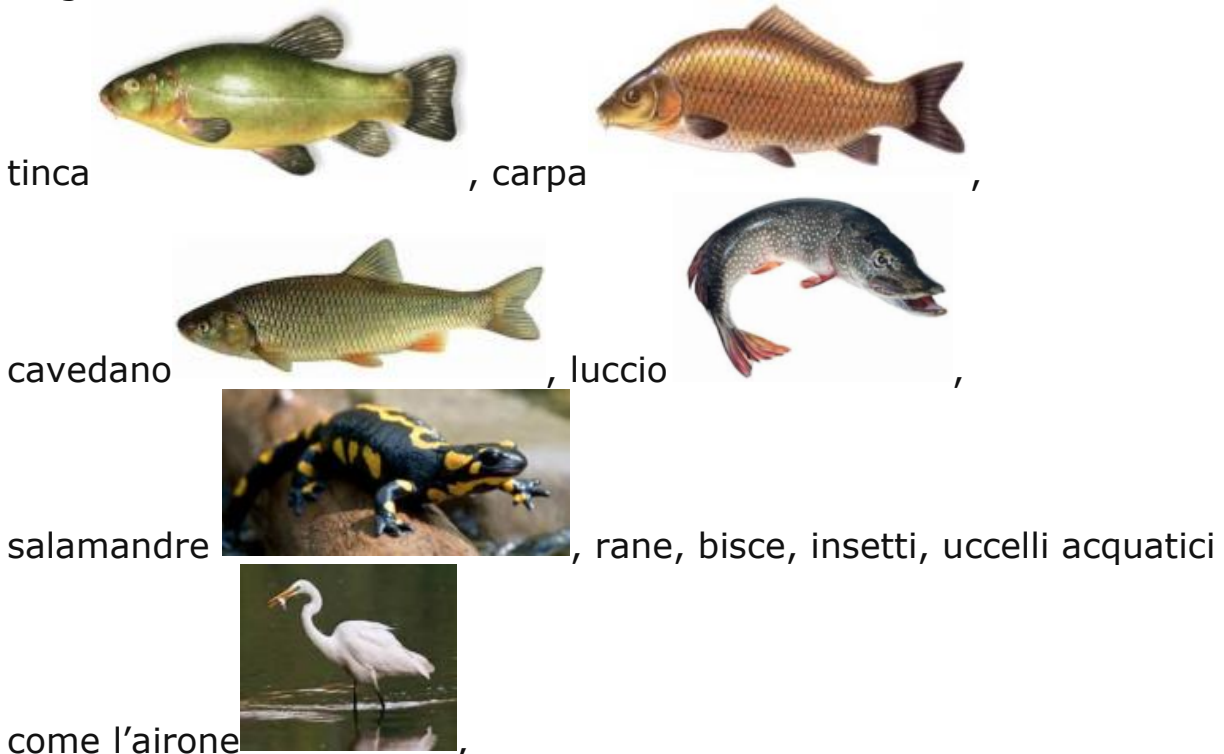 tinca , carpa ,
cavedano , luccio ,
salamandre , rane, bisce, insetti, uccelli acquatici
come l’airone ,